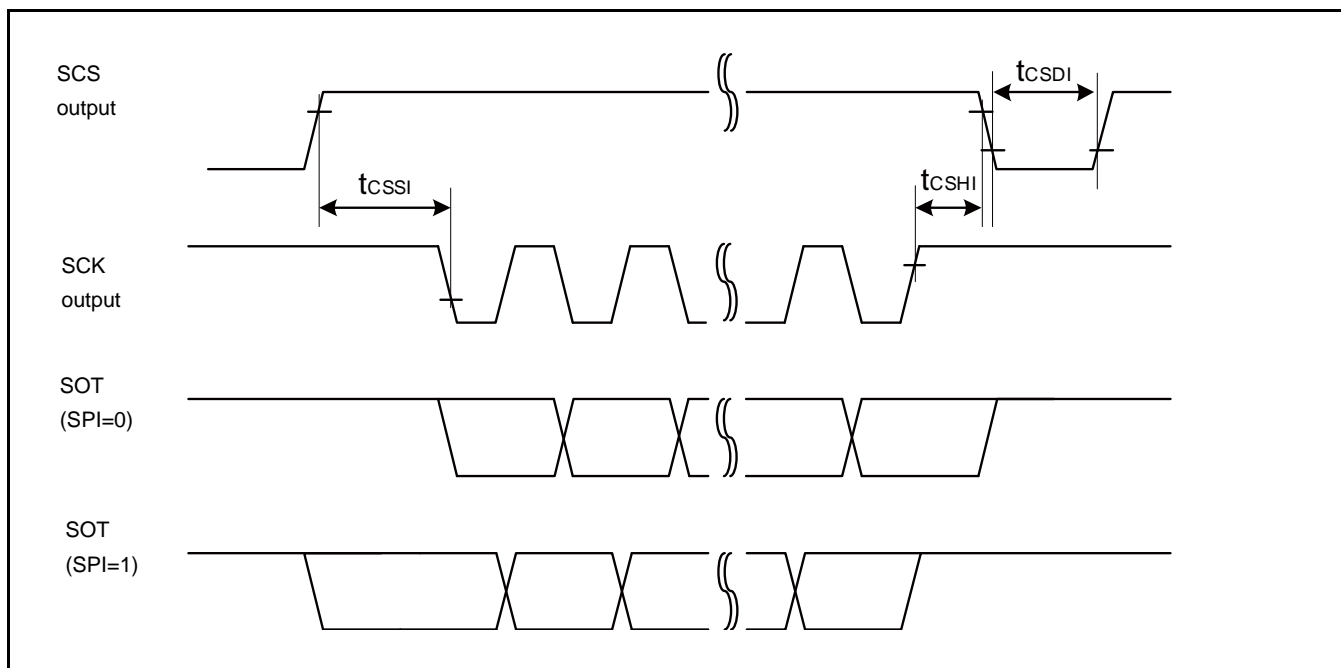 SCS
output
tCSDI
tCSSI
tCSHI
SCK
output
SOT
(SPI=0)
SOT
(SPI=1)